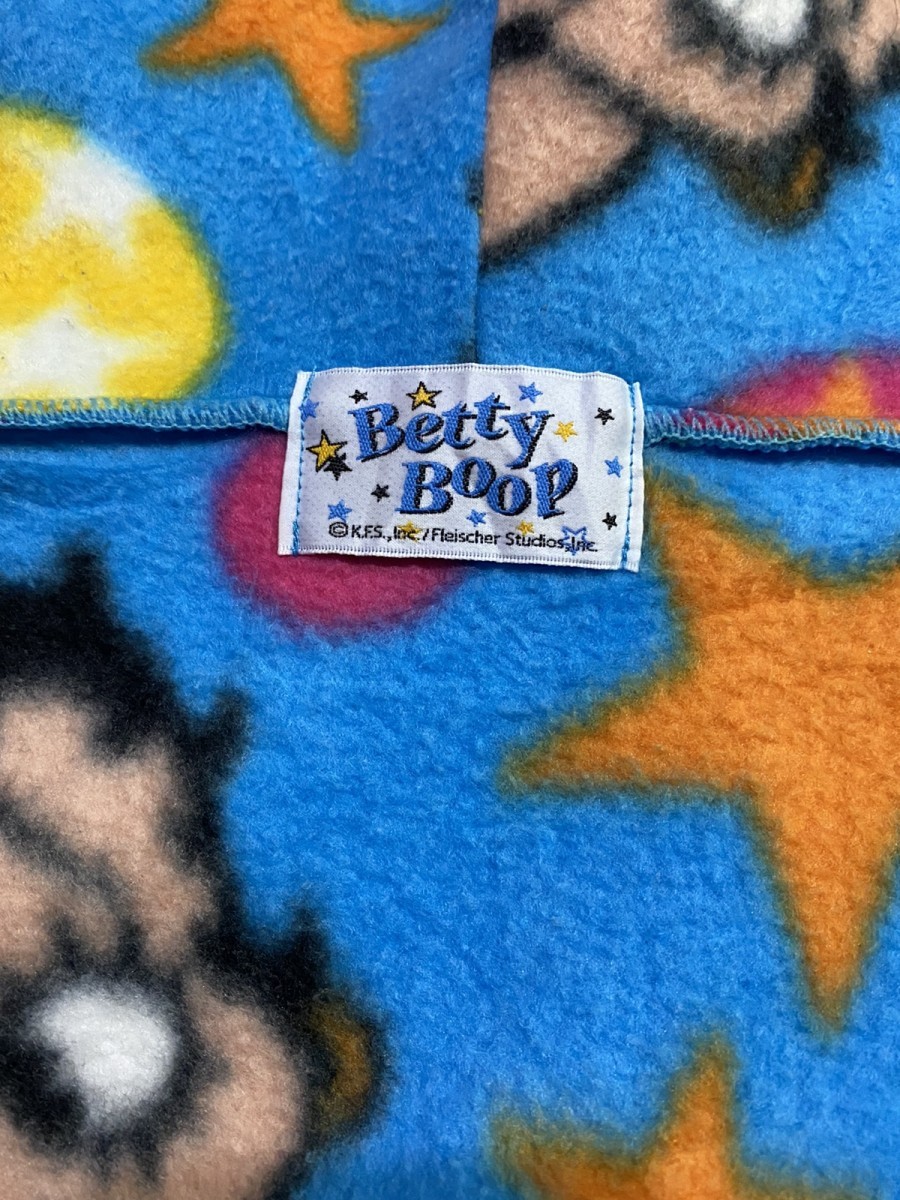 Betty
Boop
© K.F.S., Inc. / Fleischer Studios, Inc.